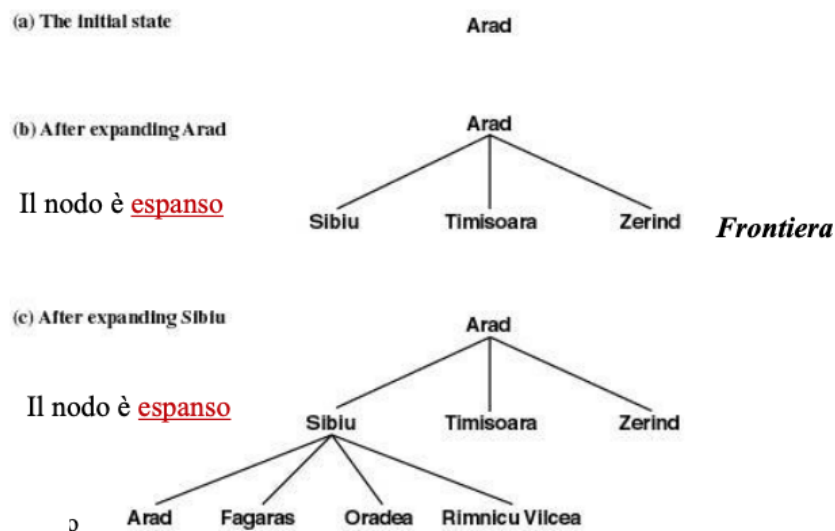 (a) The initial state
Arad
(b) After expanding Arad
Arad
Il nodo è espanso
Sibiu Timisoara Zerind Frontiera
(c) After expanding Sibiu
Arad
Il nodo è espanso
Sibiu Timisoara Zerind
Arad Fagaras Oradea Rimnicu Vilcea